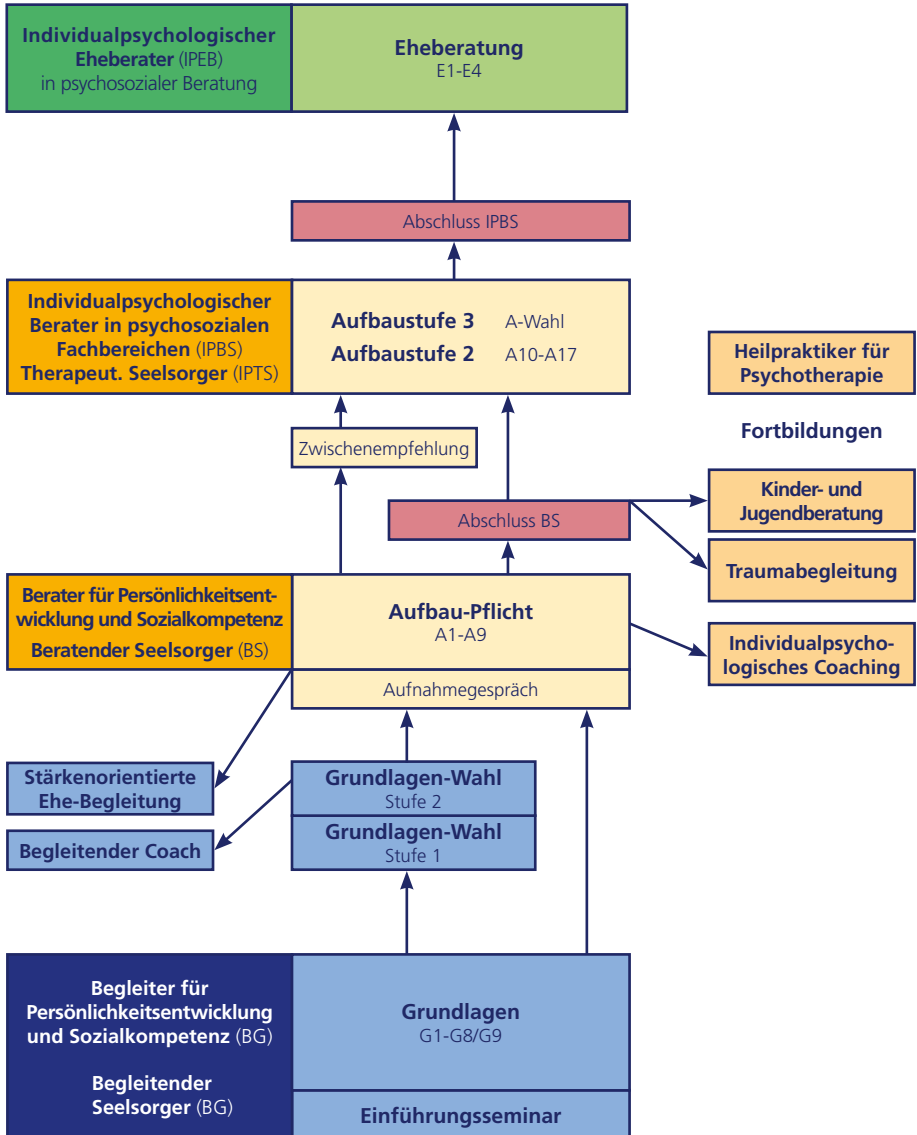 Individualpsychologischer
Eheberater (IPEB)
in psychosozialer Beratung
Eheberatung
E1-E4
Abschluss IPBS
Individualpsychologischer
Berater in psychosozialen
Fachbereichen (IPBS)
Therapeut. Seelsorger (IPTS)
Aufbaustufe 3 A-Wahl
Aufbaustufe 2 A10-A17
Heilpraktiker für
Psychotherapie
Fortbildungen
Zwischenempfehlung
Kinder- und
Jugendberatung
Abschluss BS
Traumabegleitung
Berater für Persönlichkeitsent-
wicklung und Sozialkompetenz
Beratender Seelsorger (BS)
Aufbau-Pflicht
A1-A9
Individualpsycho-
logisches Coaching
Aufnahmegespräch
Stärkenorientierte
Ehe-Begleitung
Grundlagen-Wahl
Stufe 2
Begleitender Coach
Grundlagen-Wahl
Stufe 1
Begleiter für
Persönlichkeitsentwicklung
und Sozialkompetenz (BG)
Begleitender
Seelsorger (BG)
Grundlagen
G1-G8/G9
Einführungsseminar